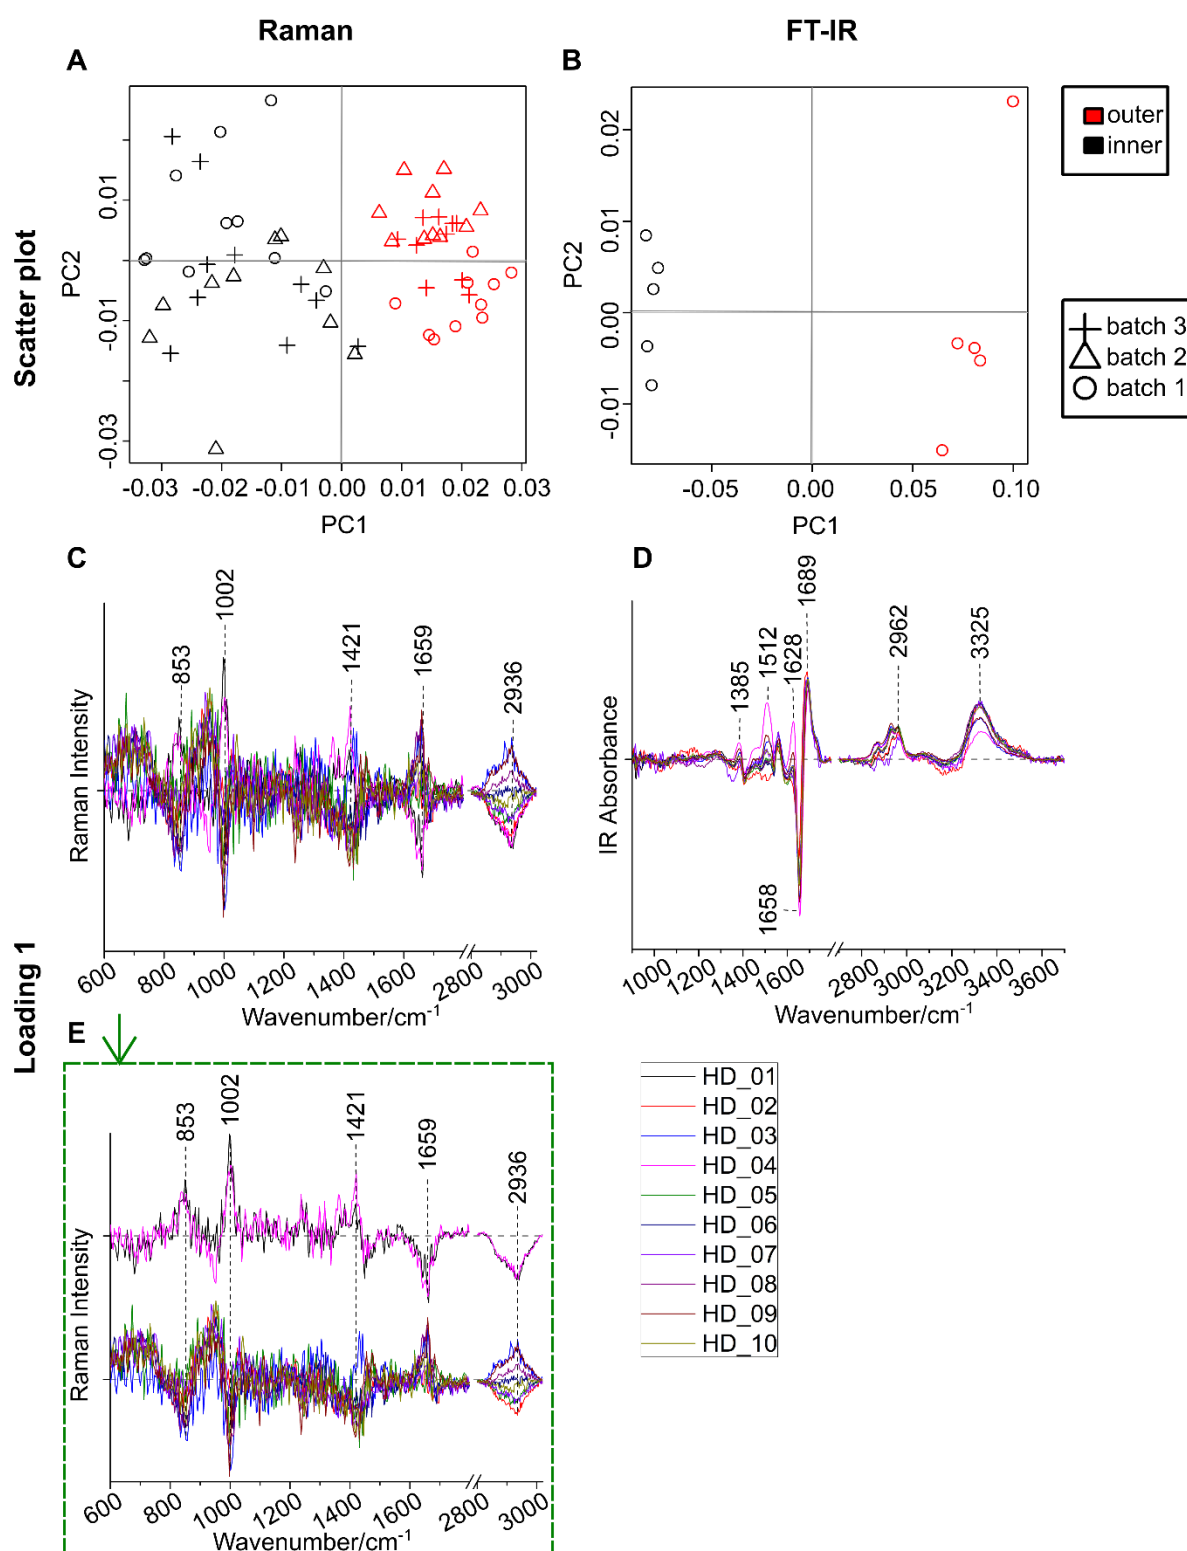 Raman
FT-IR
A
B
Scatter plot
PC2
0.01
-0.01
-0.03
-0.03
-0.02
-0.01
0.00
0.01
0.02
0.03
PC1
PC2
0.02
0.01
0.00
-0.01
-0.05
0.00
0.05
0.10
PC1
outer
inner
batch 3
batch 2
batch 1
C
D
Loading 1
Raman Intensity
853
1002
1421
1659
2936
600
800
1000
1200
1400
1600
2800
3000
Wavenumber/cm⁻¹
IR Absorbance
1385
1512
1628
1689
2962
3325
1658
1000
1200
1400
1600
2800
3000
3200
3400
3600
Wavenumber/cm⁻¹
E
Raman Intensity
Raman Intensity
853
1002
1421
1659
2936
600
800
1000
1200
1400
1600
2800
3000
Wavenumber/cm⁻¹
HD_01
HD_02
HD_03
HD_04
HD_05
HD_06
HD_07
HD_08
HD_09
HD_10